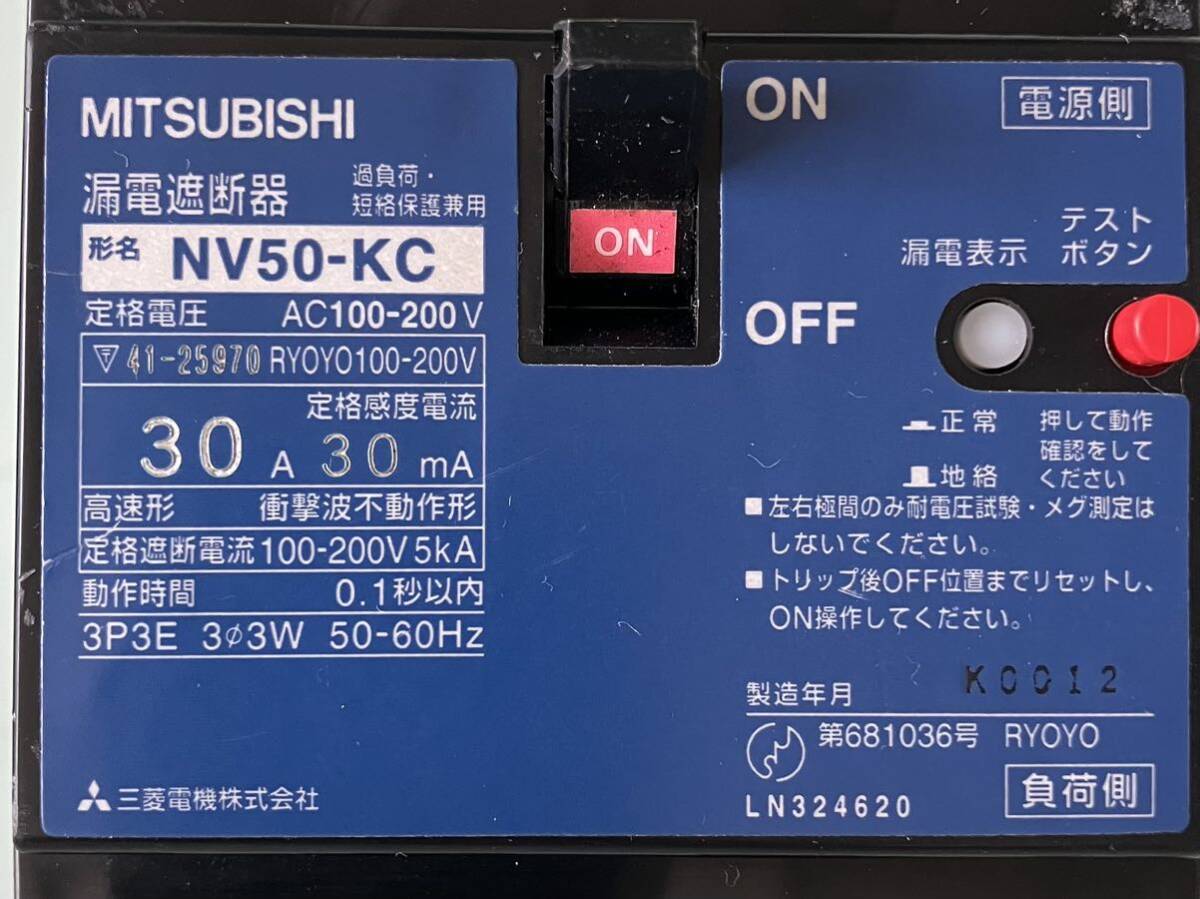 MITSUBISHI
漏電遮断器
過負荷・
短絡保護兼用
形名 NV50-KC
定格電圧 AC100-200V
41-25970 RYOYO100-200V
定格感度電流
30A 30mA
高速形 衝撃波不動作形
定格遮断電流 100-200V 5kA
動作時間 0.1秒以内
3P3E 3φ3W 50-60Hz
三菱電機株式会社
ON
ON
電源側
漏電表示
テスト
ボタン
OFF
正常
地絡
押して動作
確認をして
ください
■左右極間のみ耐電圧試験・メグ測定は
しないでください。
■トリップ後OFF位置までリセットし、
ON操作してください。
製造年月 K0012
第681036号 RYOYO
LN324620
負荷側